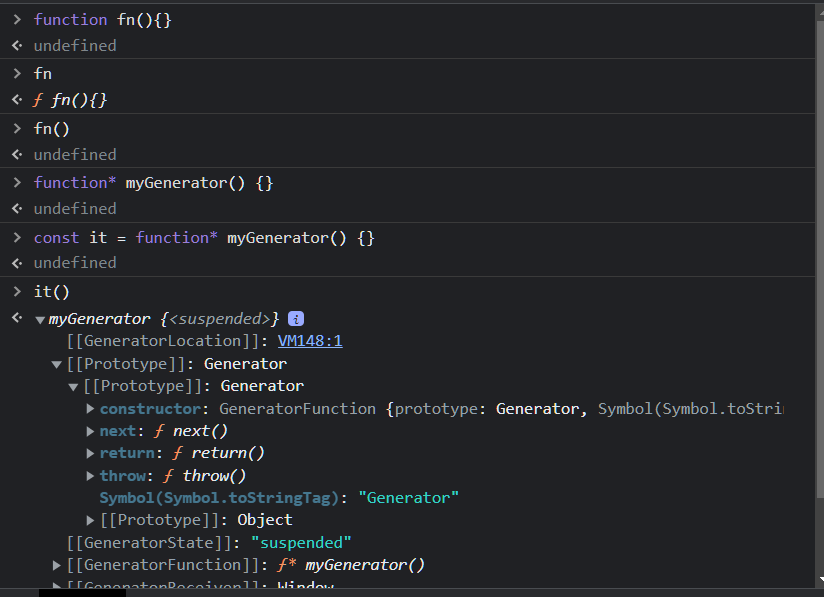 > function fn(){}
<· undefined
> fn
<· ƒ fn(){}
> fn()
<· undefined
> function* myGenerator() {}
<· undefined
> const it = function* myGenerator() {}
<· undefined
> it()
<· ▼myGenerator {<suspended>} i
[[GeneratorLocation]]: VM148:1
▼[[Prototype]]: Generator
▼[[Prototype]]: Generator
▶constructor: GeneratorFunction {prototype: Generator, Symbol(Symbol.toStri
▶next: ƒ next()
▶return: ƒ return()
▶throw: ƒ throw()
Symbol(Symbol.toStringTag): "Generator"
▶[[Prototype]]: Object
[[GeneratorState]]: "suspended"
▶[[GeneratorFunction]]: ƒ* myGenerator()
▶[[GeneratorReceiver]]: Window